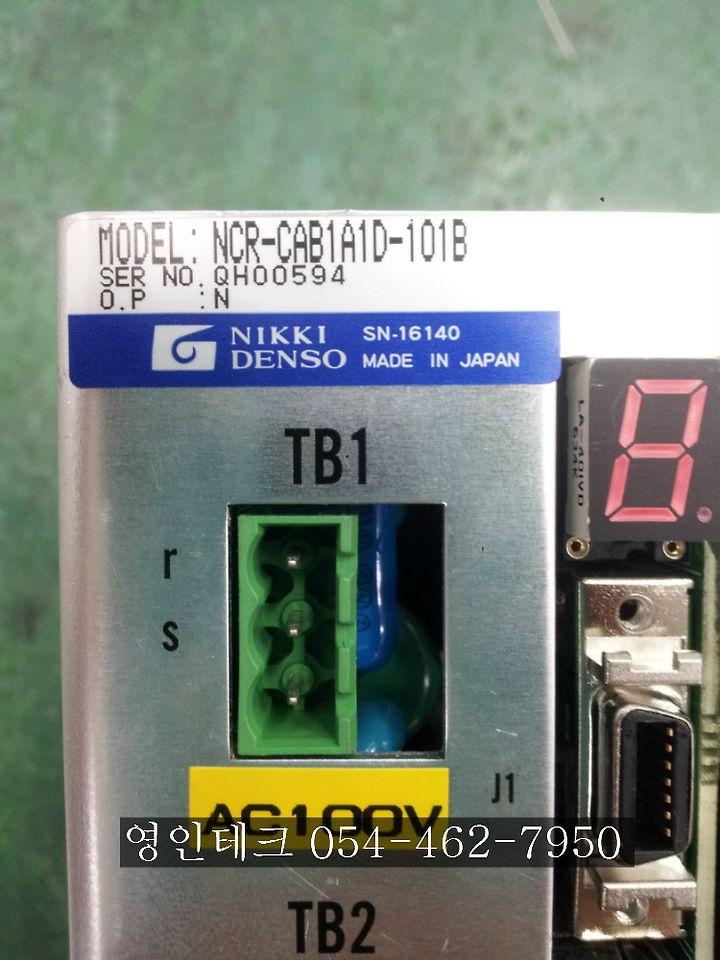 MODEL: NCR-CAB1A1D-101B
SER NO. QH00594
O.P : N
NIKKI DENSO
SN-16140
MADE IN JAPAN
TB1
r
s
J1
AC100V
영인테크 054-462-7950
TB2